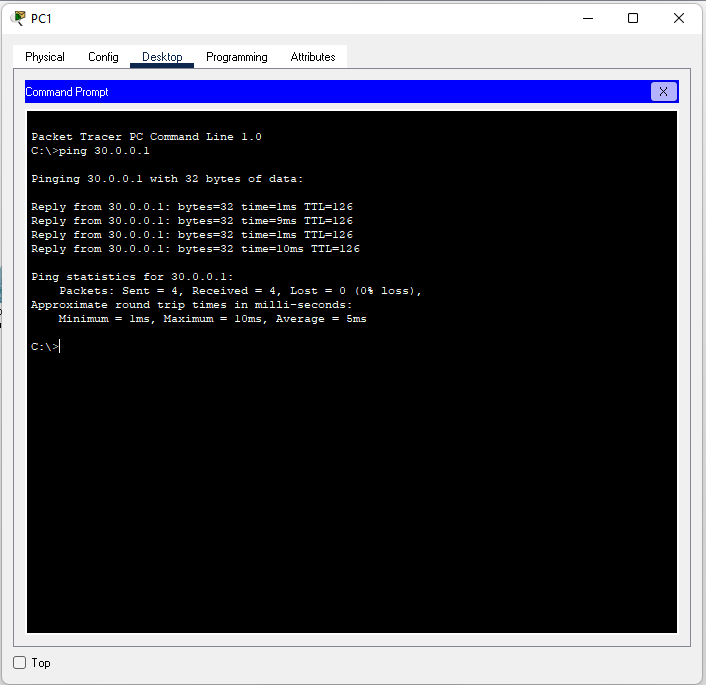 PC1
Physical Config Desktop Programming Attributes
Command Prompt X
Packet Tracer PC Command Line 1.0
C:\>ping 30.0.0.1
Pinging 30.0.0.1 with 32 bytes of data:
Reply from 30.0.0.1: bytes=32 time=1ms TTL=126
Reply from 30.0.0.1: bytes=32 time=9ms TTL=126
Reply from 30.0.0.1: bytes=32 time=1ms TTL=126
Reply from 30.0.0.1: bytes=32 time=10ms TTL=126
Ping statistics for 30.0.0.1:
Packets: Sent = 4, Received = 4, Lost = 0 (0% loss),
Approximate round trip times in milli-seconds:
Minimum = 1ms, Maximum = 10ms, Average = 5ms
C:\>
Top